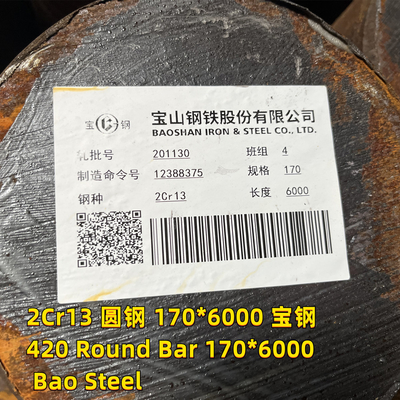 宝 钢
宝山钢铁股份有限公司
BAOSHAN IRON & STEEL CO., LTD.
轧批号 201130 班组 4
制造命令号 12388375 规格 170
钢种 2Cr13 长度 6000
2Cr13 圆钢 170*6000 宝钢
420 Round Bar 170*6000
Bao Steel